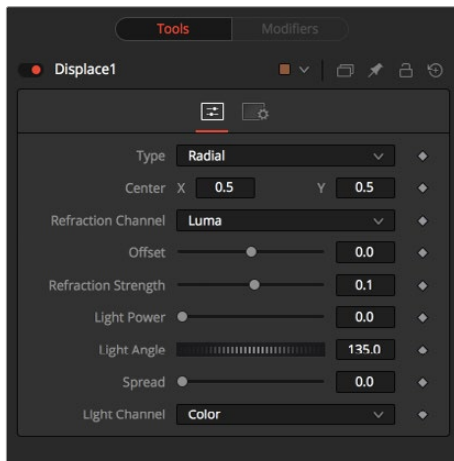 Tools Modifiers
Displace1
Type Radial
Center X 0.5 Y 0.5
Refraction Channel Luma
Offset 0.0
Refraction Strength 0.1
Light Power 0.0
Light Angle 135.0
Spread 0.0
Light Channel Color